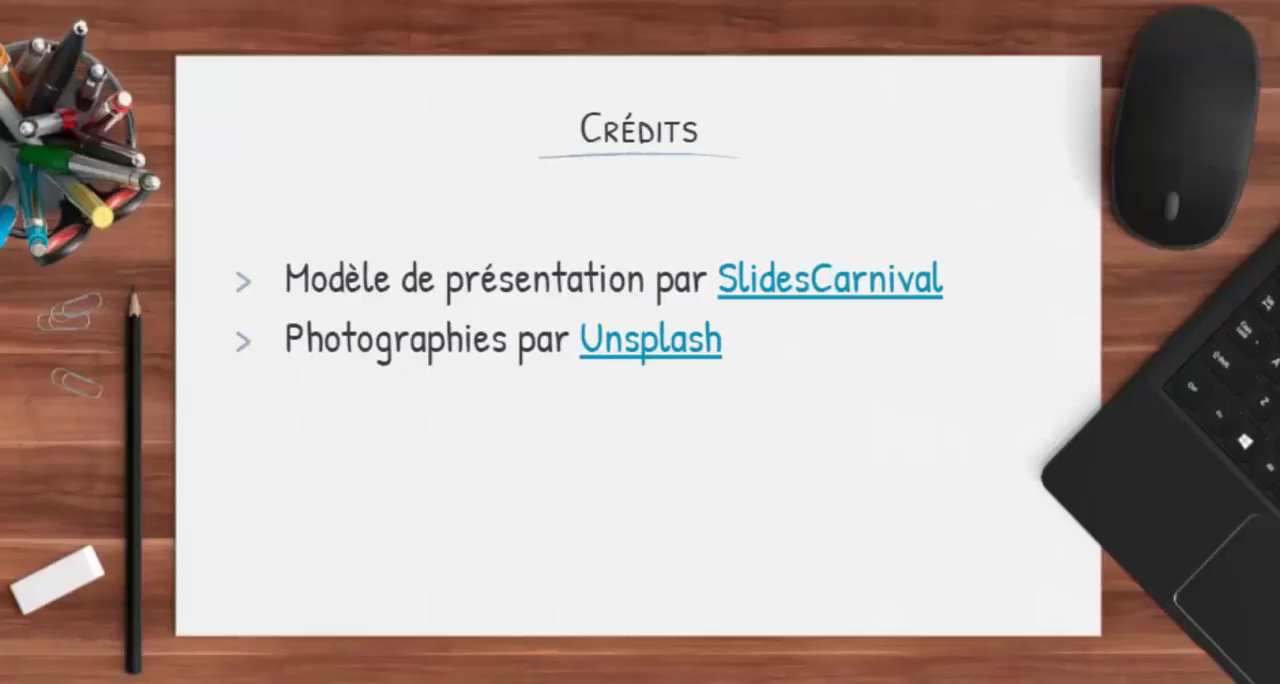 Crédits
> Modèle de présentation par SlidesCarnival
> Photographies par Unsplash